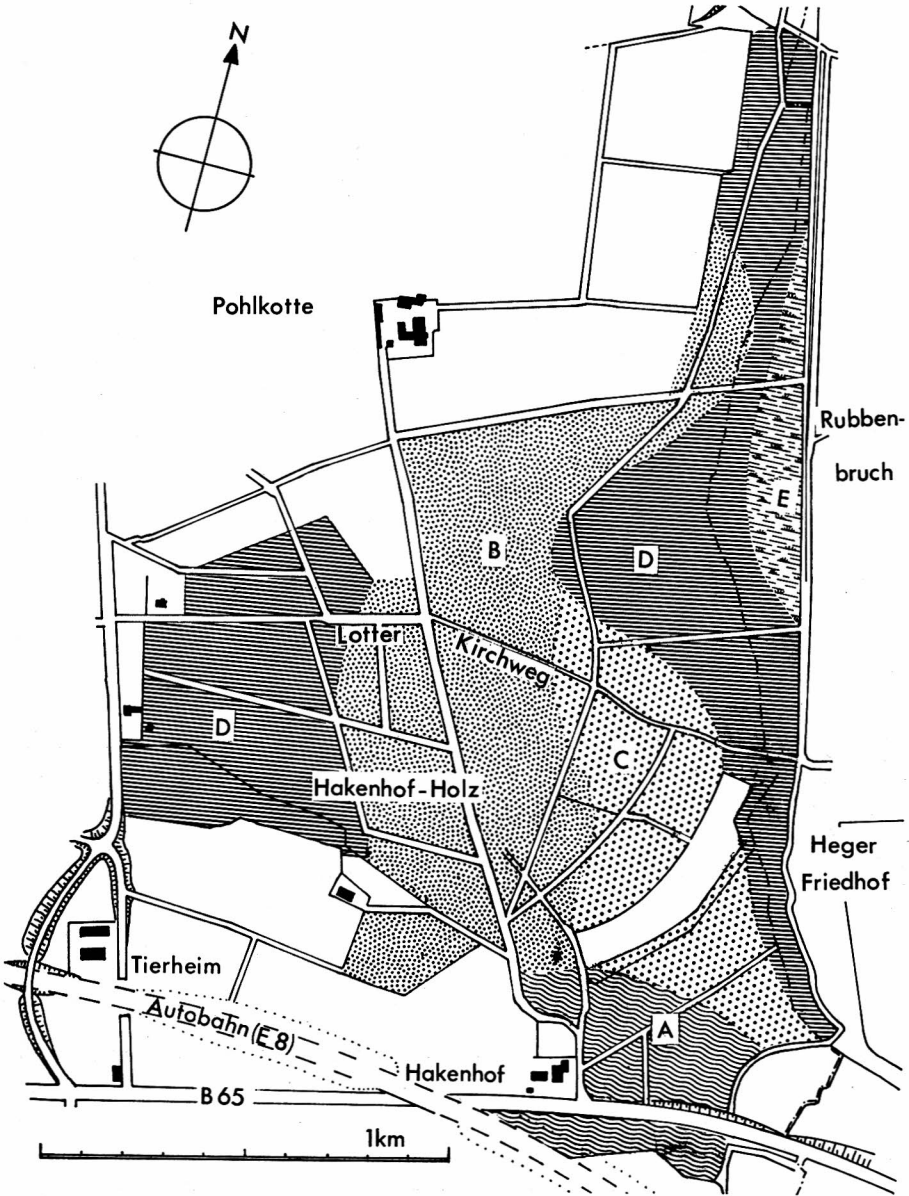 N
Pohlkotte
Rubben-
bruch
E
B
D
Lotter
Kirchweg
D
C
Hakenhof-Holz
Heger
Friedhof
Tierheim
Autobahn (E 8)
A
Hakenhof
B 65
1km